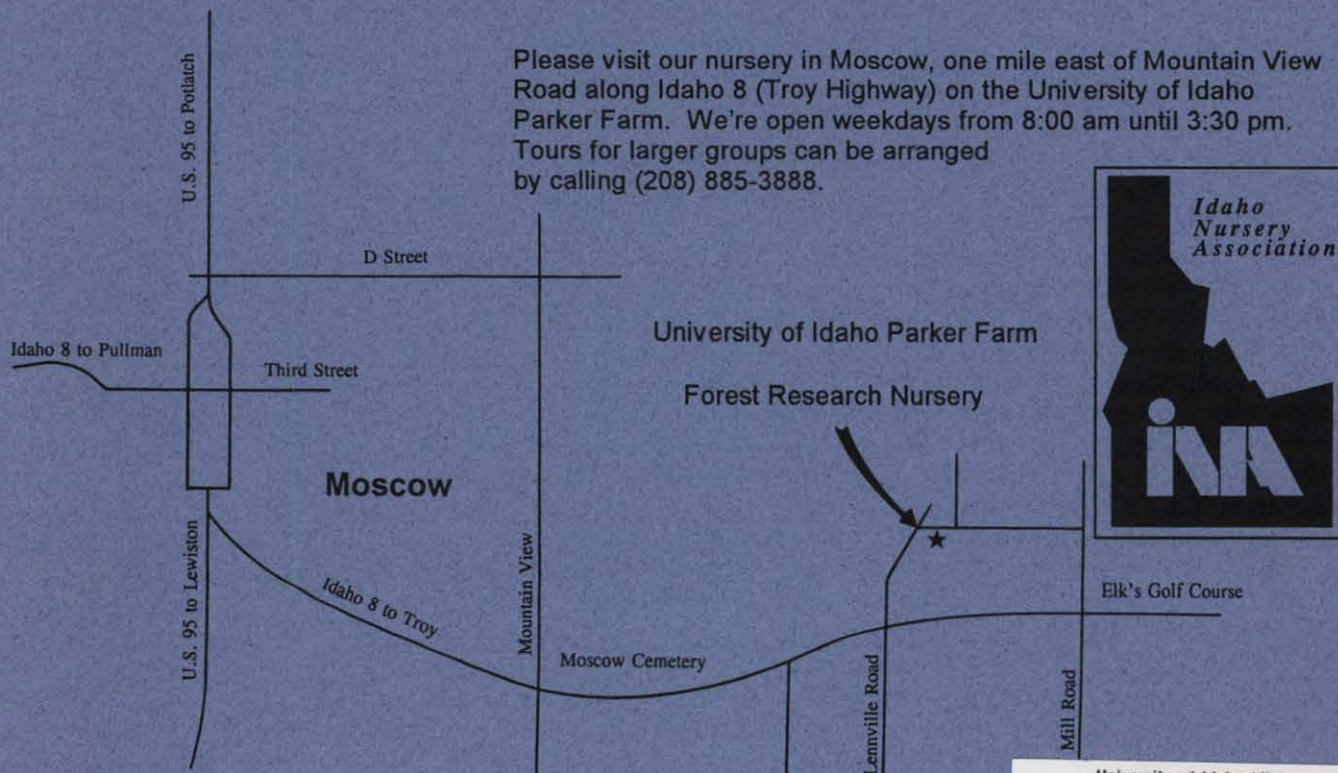 Please visit our nursery in Moscow, one mile east of Mountain View
Road along Idaho 8 (Troy Highway) on the University of Idaho
Parker Farm. We're open weekdays from 8:00 am until 3:30 pm.
Tours for larger groups can be arranged
by calling (208) 885-3888.
Idaho
Nursery
Association
iNA
U.S. 95 to Potlatch
D Street
University of Idaho Parker Farm
Forest Research Nursery
Idaho 8 to Pullman
Third Street
Moscow
U.S. 95 to Lewiston
Idaho 8 to Troy
Mountain View
Moscow Cemetery
Lennville Road
Mill Road
Elk's Golf Course